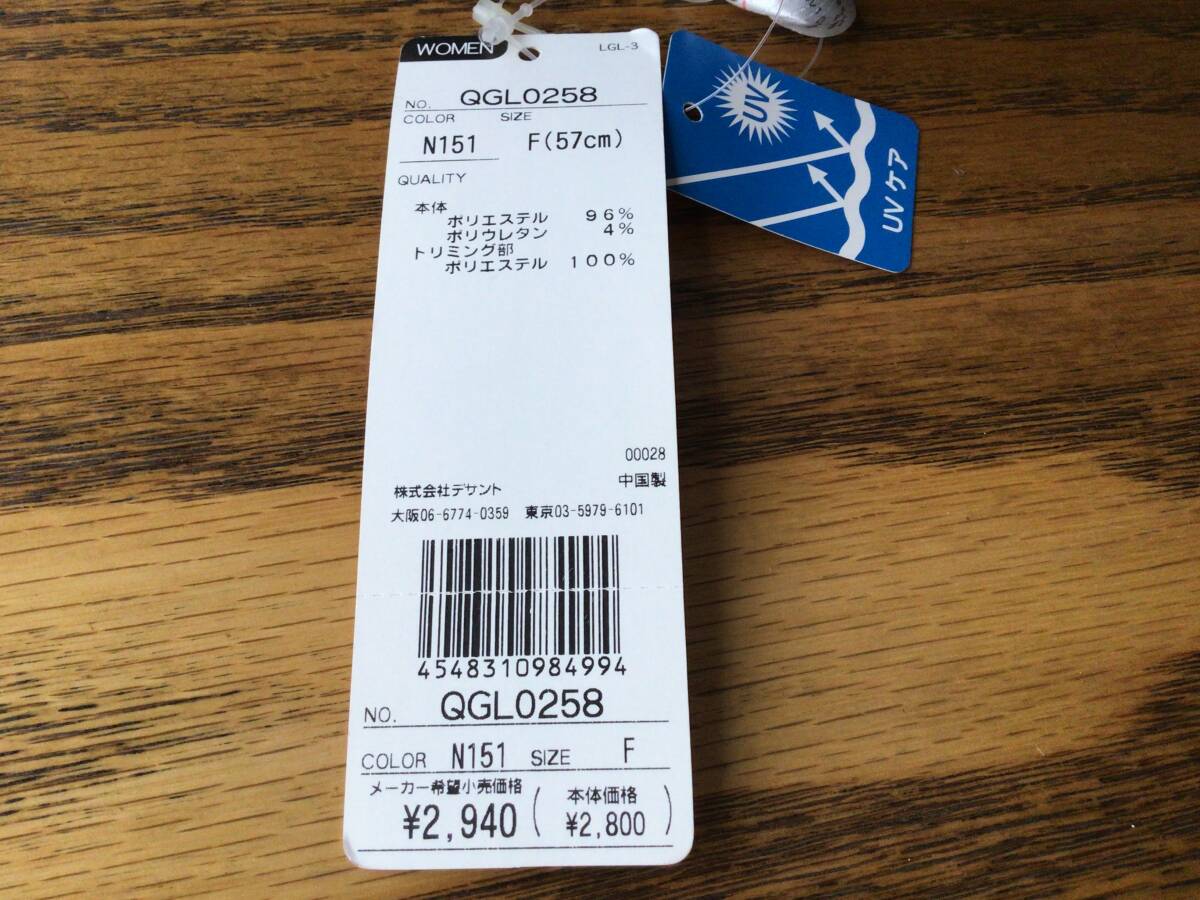 WOMEN
LGL-3
NO. QGL0258
COLOR SIZE
N151 F(57cm)
QUALITY
本体
ポリエステル 96%
ポリウレタン 4%
トリミング部
ポリエステル 100%
00028
中国製
株式会社デサント
大阪06-6774-0359 東京03-5979-6101
4548310984994
NO. QGL0258
COLOR N151 SIZE F
メーカー希望小売価格
¥2,940 (本体価格 ¥2,800)
UV
UVケア